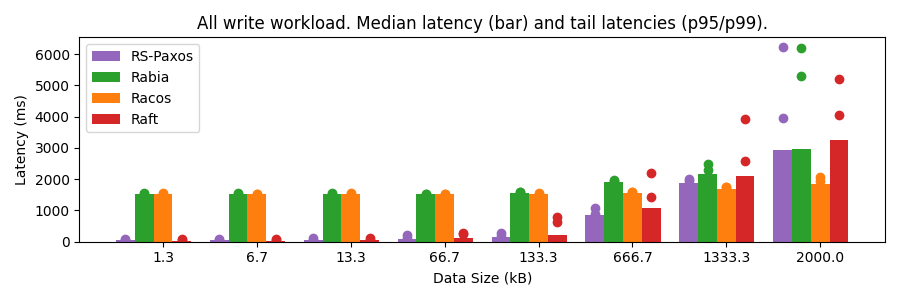 All write workload. Median latency (bar) and tail latencies (p95/p99).
Latency (ms)
6000
5000
4000
3000
2000
1000
0
RS-Paxos
Rabia
Racos
Raft
1.3 6.7 13.3 66.7 133.3 666.7 1333.3 2000.0
Data Size (kB)